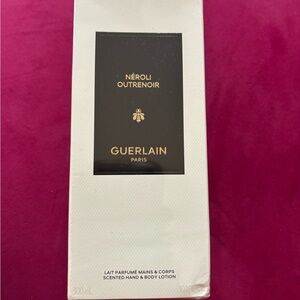 NÉROLI
OUTRENOIR
GUERLAIN
PARIS
LAIT PARFUMÉ MAINS & CORPS
SCENTED HAND & BODY LOTION